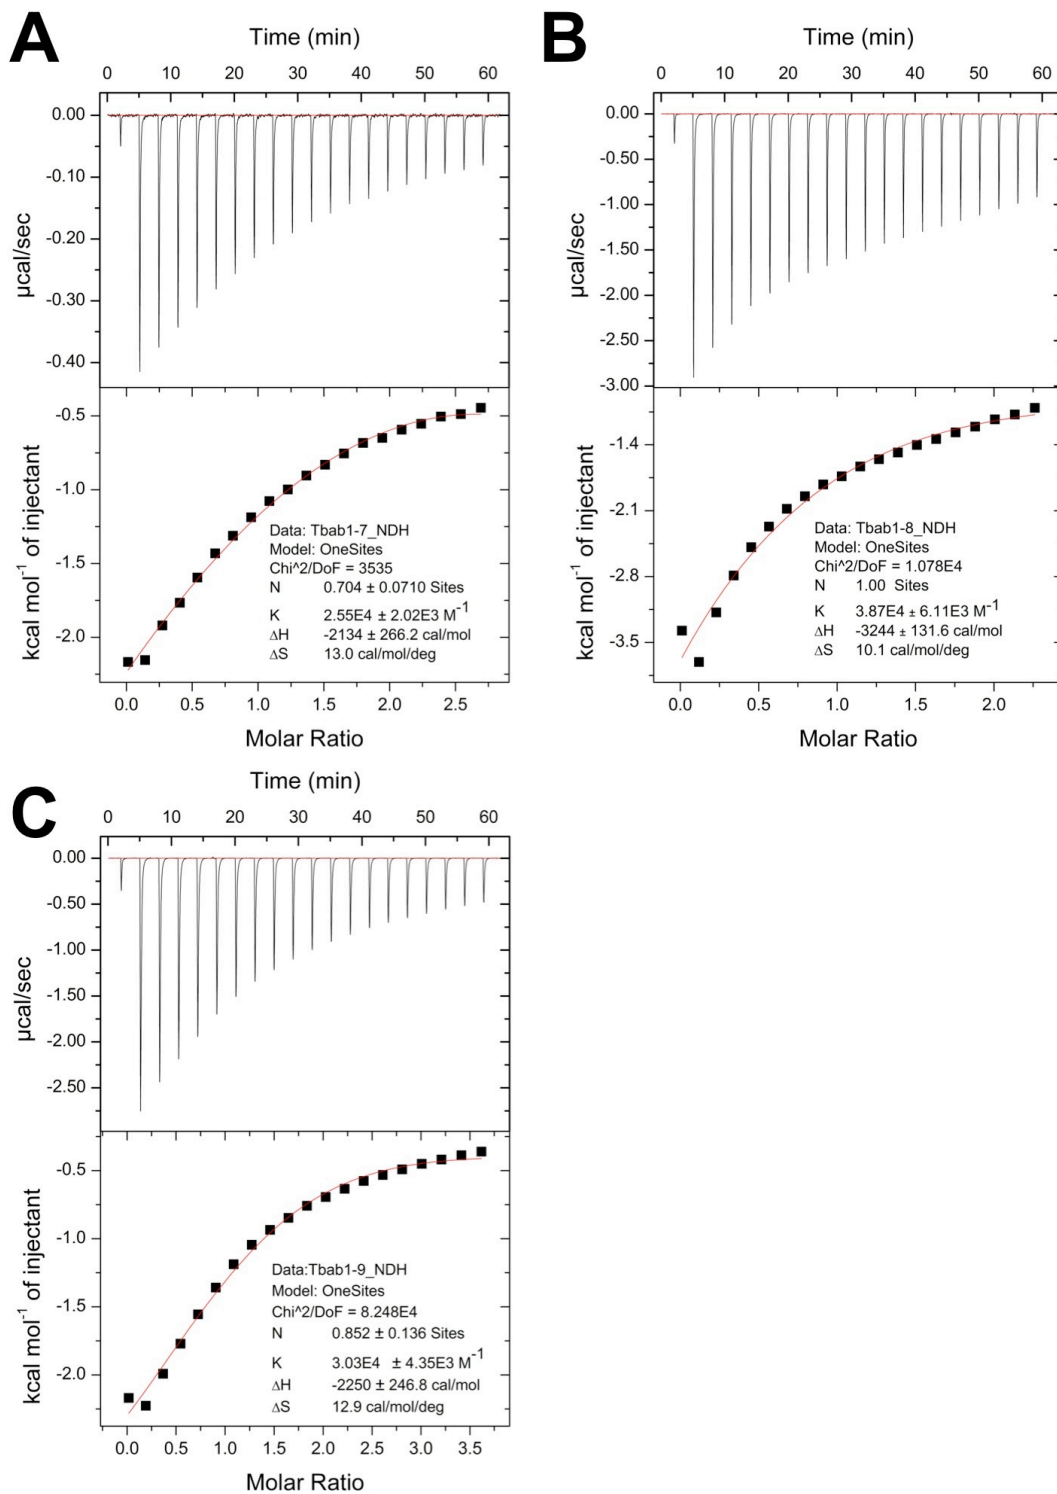 A
Time (min)
0 10 20 30 40 50 60
0.00
-0.10
-0.20
-0.30
-0.40
µcal/sec
-0.5
-1.0
-1.5
-2.0
kcal mol⁻¹ of injectant
Data: Tbab1-7_NDH
Model: OneSites
Chi^2/DoF = 3535
N 0.704 ± 0.0710 Sites
K 2.55E4 ± 2.02E3 M⁻¹
ΔH -2134 ± 266.2 cal/mol
ΔS 13.0 cal/mol/deg
0.0 0.5 1.0 1.5 2.0 2.5
Molar Ratio
B
Time (min)
0 10 20 30 40 50 60
0.00
-0.50
-1.00
-1.50
-2.00
-2.50
-3.00
µcal/sec
-1.4
-2.1
-2.8
-3.5
kcal mol⁻¹ of injectant
Data: Tbab1-8_NDH
Model: OneSites
Chi^2/DoF = 1.078E4
N 1.00 Sites
K 3.87E4 ± 6.11E3 M⁻¹
ΔH -3244 ± 131.6 cal/mol
ΔS 10.1 cal/mol/deg
0.0 0.5 1.0 1.5 2.0
Molar Ratio
C
Time (min)
0 10 20 30 40 50 60
0.00
-0.50
-1.00
-1.50
-2.00
-2.50
µcal/sec
-0.5
-1.0
-1.5
-2.0
kcal mol⁻¹ of injectant
Data:Tbab1-9_NDH
Model: OneSites
Chi^2/DoF = 8.248E4
N 0.852 ± 0.136 Sites
K 3.03E4 ± 4.35E3 M⁻¹
ΔH -2250 ± 246.8 cal/mol
ΔS 12.9 cal/mol/deg
0.0 0.5 1.0 1.5 2.0 2.5 3.0 3.5
Molar Ratio